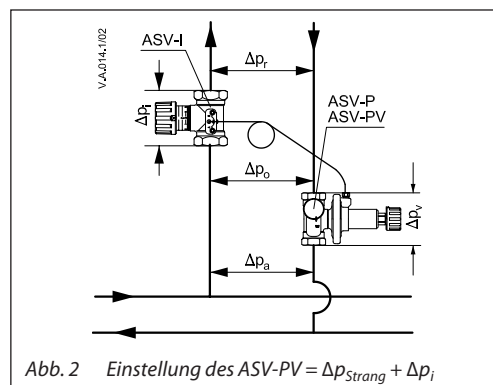 V.A.014.1/02
ASV-I
Δpᵣ
Δpᵢ
ASV-P
ASV-PV
Δpₒ
Δpᵥ
Δpₐ
Abb. 2 Einstellung des ASV-PV = Δp_Strang + Δpᵢ